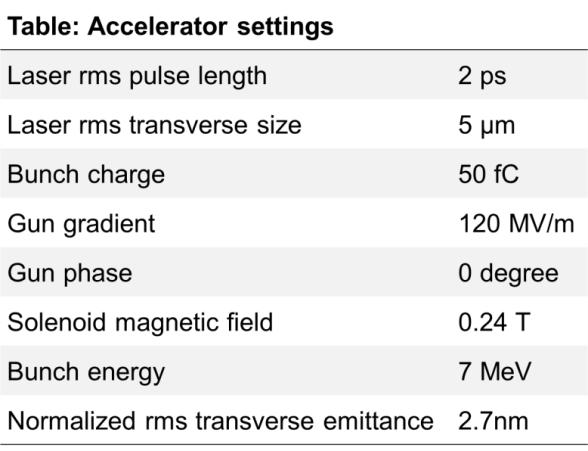 Table: Accelerator settings
Laser rms pulse length 2 ps
Laser rms transverse size 5 μm
Bunch charge 50 fC
Gun gradient 120 MV/m
Gun phase 0 degree
Solenoid magnetic field 0.24 T
Bunch energy 7 MeV
Normalized rms transverse emittance 2.7nm